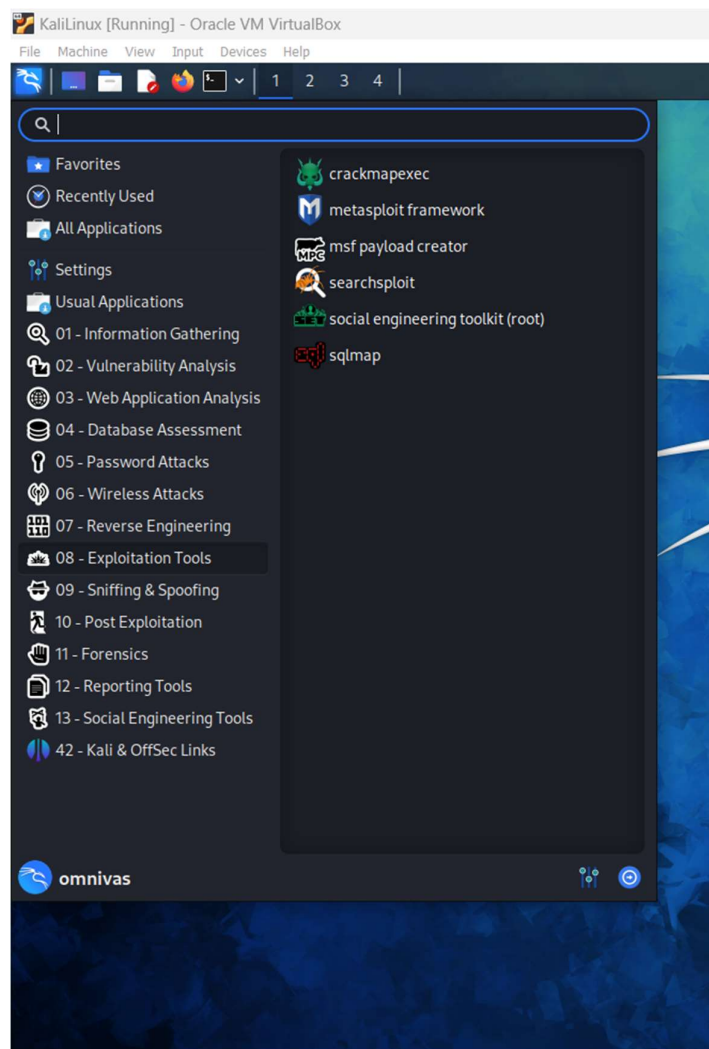 KaliLinux [Running] - Oracle VM VirtualBox
File Machine View Input Devices Help
1 2 3 4
Favorites
Recently Used
All Applications
Settings
Usual Applications
01 - Information Gathering
02 - Vulnerability Analysis
03 - Web Application Analysis
04 - Database Assessment
05 - Password Attacks
06 - Wireless Attacks
07 - Reverse Engineering
08 - Exploitation Tools
09 - Sniffing & Spoofing
10 - Post Exploitation
11 - Forensics
12 - Reporting Tools
13 - Social Engineering Tools
42 - Kali & OffSec Links
crackmapexec
metasploit framework
MPC
msf payload creator
searchsploit
SET
social engineering toolkit (root)
sql
sqlmap
omnivas